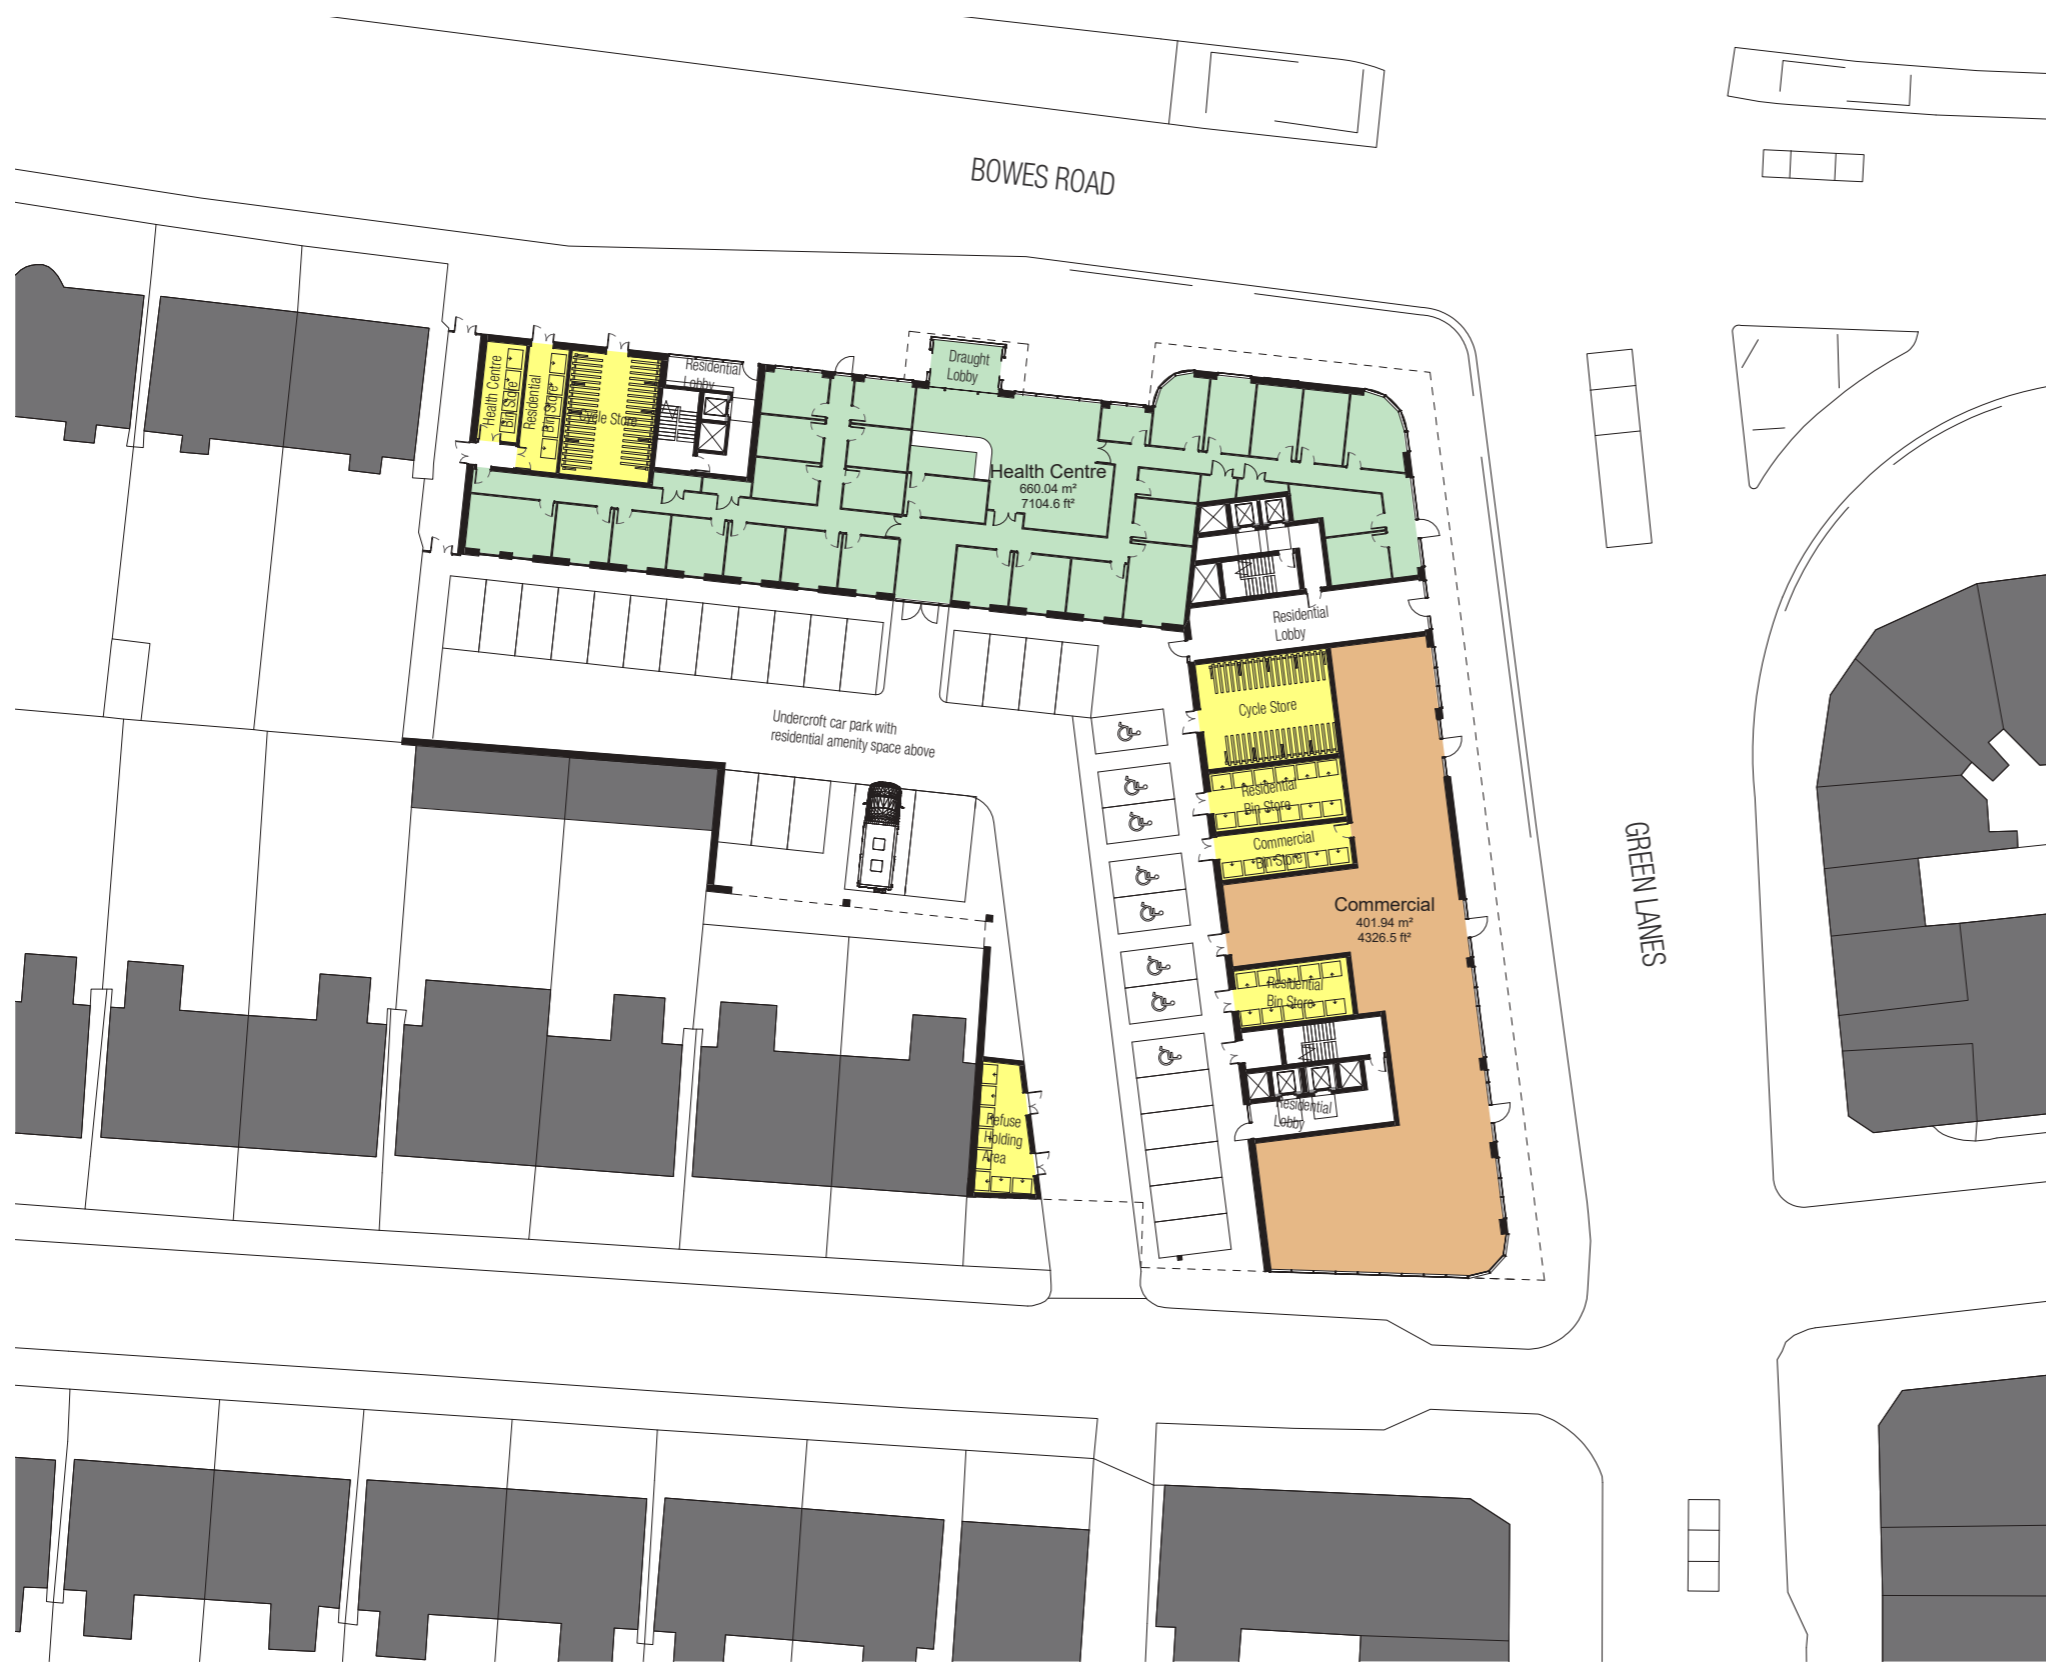 BOWES ROAD
Draught
Lobby
Residential
Lobby
Health Centre
Bin Store
Residential
Bin Store
Cycle Store
Health Centre
660.04 m²
7104.6 ft²
Residential
Lobby
Cycle Store
Undercroft car park with
residential amenity space above
Residential
Bin Store
Commercial
Bin Store
GREEN LANES
Commercial
401.94 m²
4326.5 ft²
Residential
Bin Store
Residential
Lobby
Refuse
Holding
Area